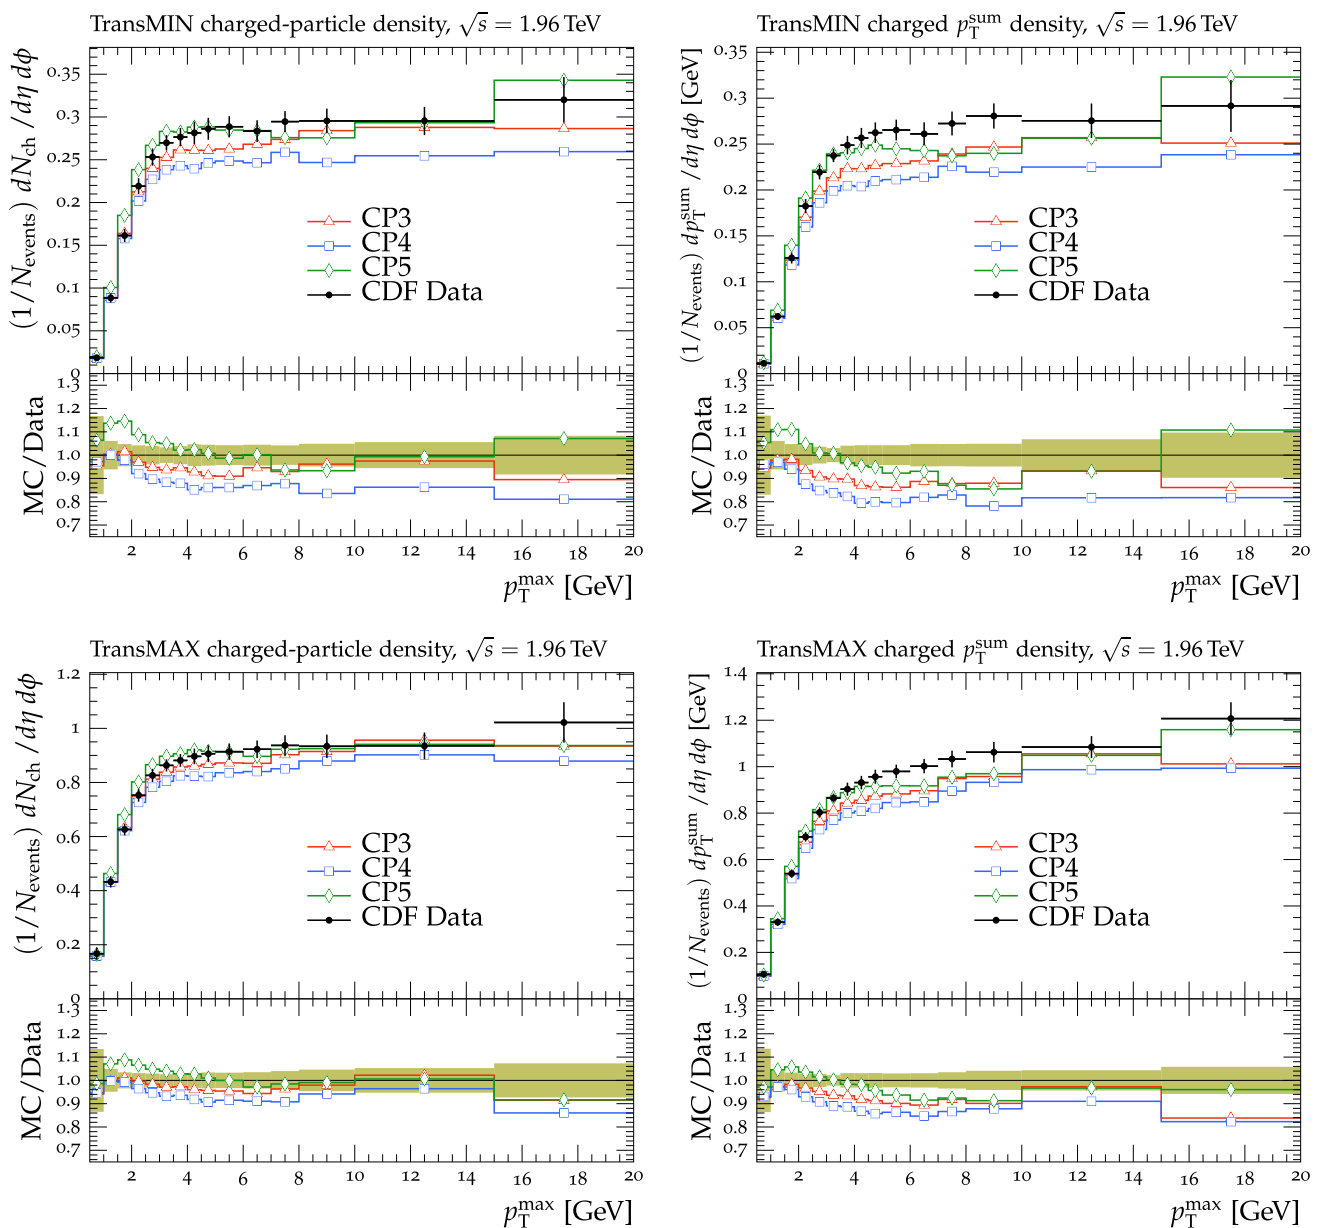 TransMIN charged-particle density, √s = 1.96 TeV
(1/N_events) dN_ch /dη dϕ
0.35
0.3
0.25
0.2
0.15
0.1
0.05
0
CP3
CP4
CP5
CDF Data
MC/Data
1.3
1.2
1.1
1.0
0.9
0.8
0.7
2 4 6 8 10 12 14 16 18 20
p_T^max [GeV]
TransMIN charged p_T^sum density, √s = 1.96 TeV
(1/N_events) dp_T^sum /dη dϕ [GeV]
0.35
0.3
0.25
0.2
0.15
0.1
0.05
0
CP3
CP4
CP5
CDF Data
MC/Data
1.3
1.2
1.1
1.0
0.9
0.8
0.7
2 4 6 8 10 12 14 16 18 20
p_T^max [GeV]
TransMAX charged-particle density, √s = 1.96 TeV
(1/N_events) dN_ch /dη dϕ
1.2
1
0.8
0.6
0.4
0.2
0
CP3
CP4
CP5
CDF Data
MC/Data
1.3
1.2
1.1
1.0
0.9
0.8
0.7
2 4 6 8 10 12 14 16 18 20
p_T^max [GeV]
TransMAX charged p_T^sum density, √s = 1.96 TeV
(1/N_events) dp_T^sum /dη dϕ [GeV]
1.4
1.2
1
0.8
0.6
0.4
0.2
0
CP3
CP4
CP5
CDF Data
MC/Data
1.3
1.2
1.1
1.0
0.9
0.8
0.7
2 4 6 8 10 12 14 16 18 20
p_T^max [GeV]